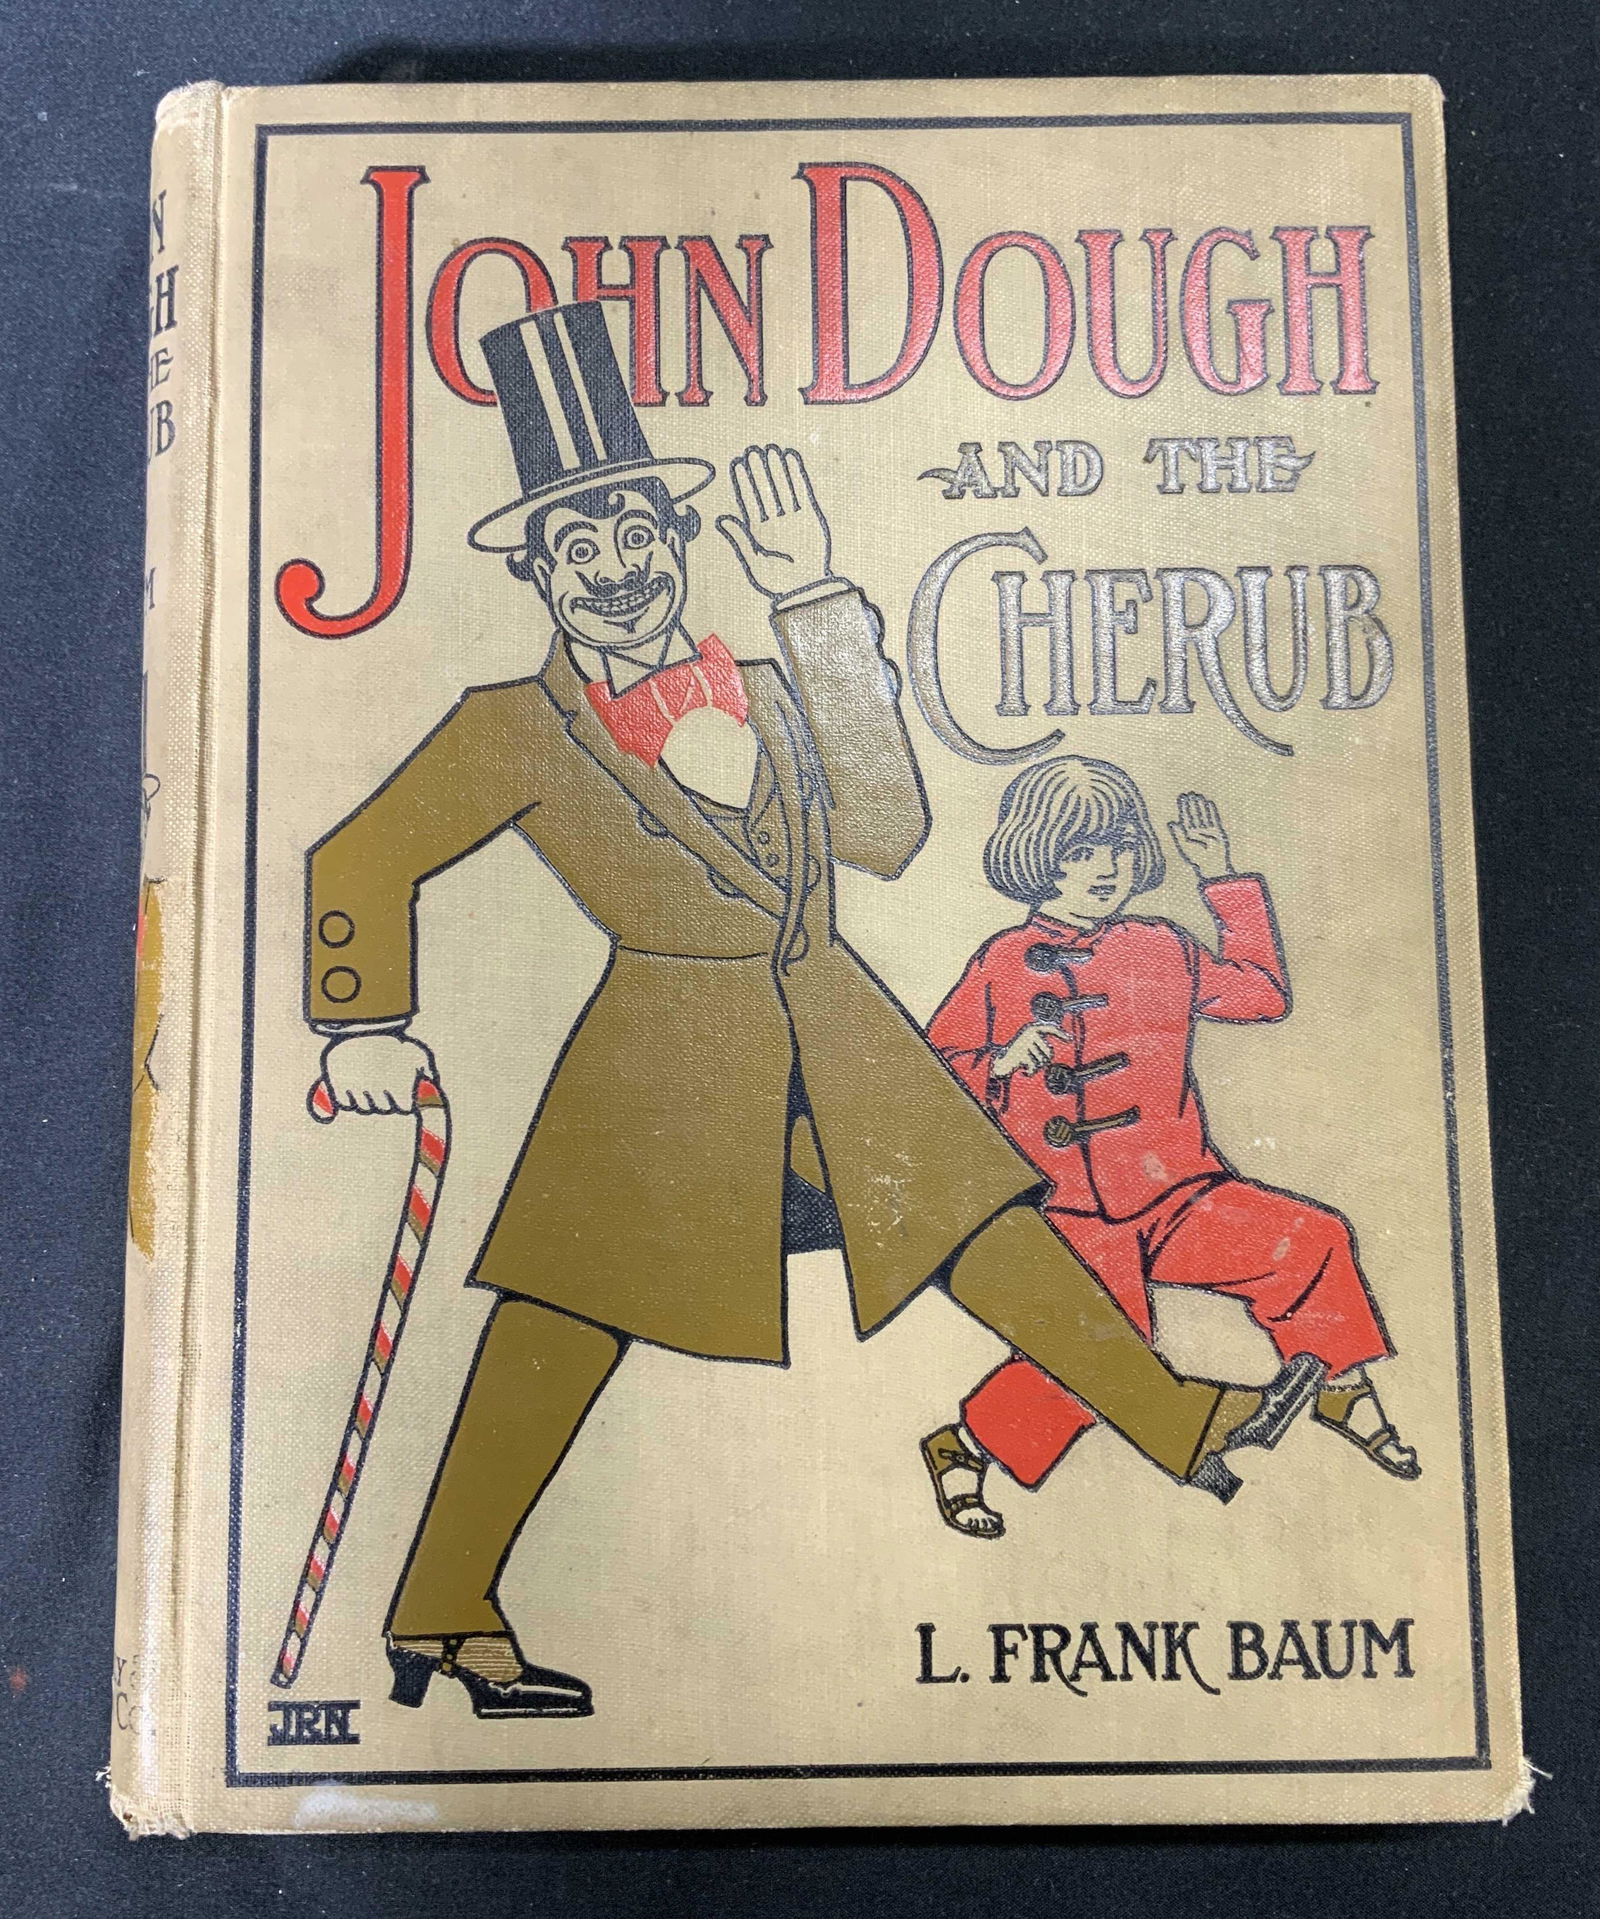 JOHN DOUGH
AND THE
CHERUB
L. FRANK BAUM
JRN